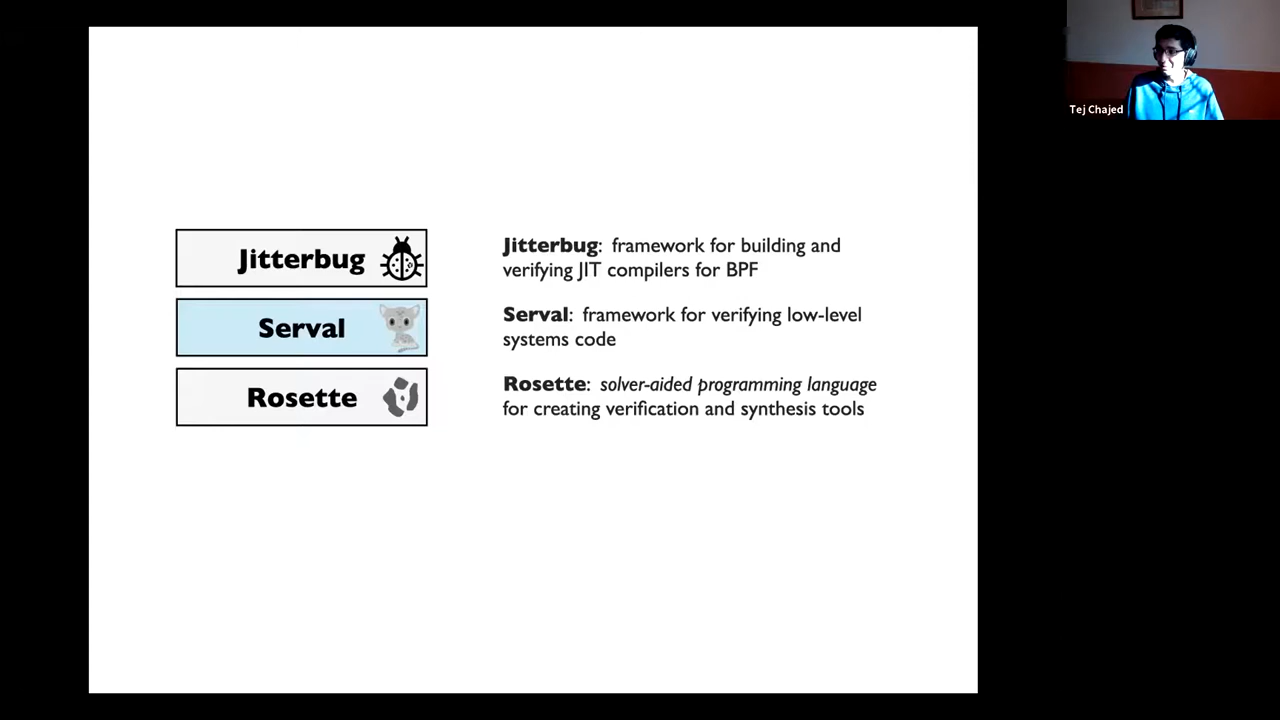 Jitterbug
Jitterbug: framework for building and
verifying JIT compilers for BPF
Serval
Serval: framework for verifying low-level
systems code
Rosette
Rosette: solver-aided programming language
for creating verification and synthesis tools
Tej Chajed